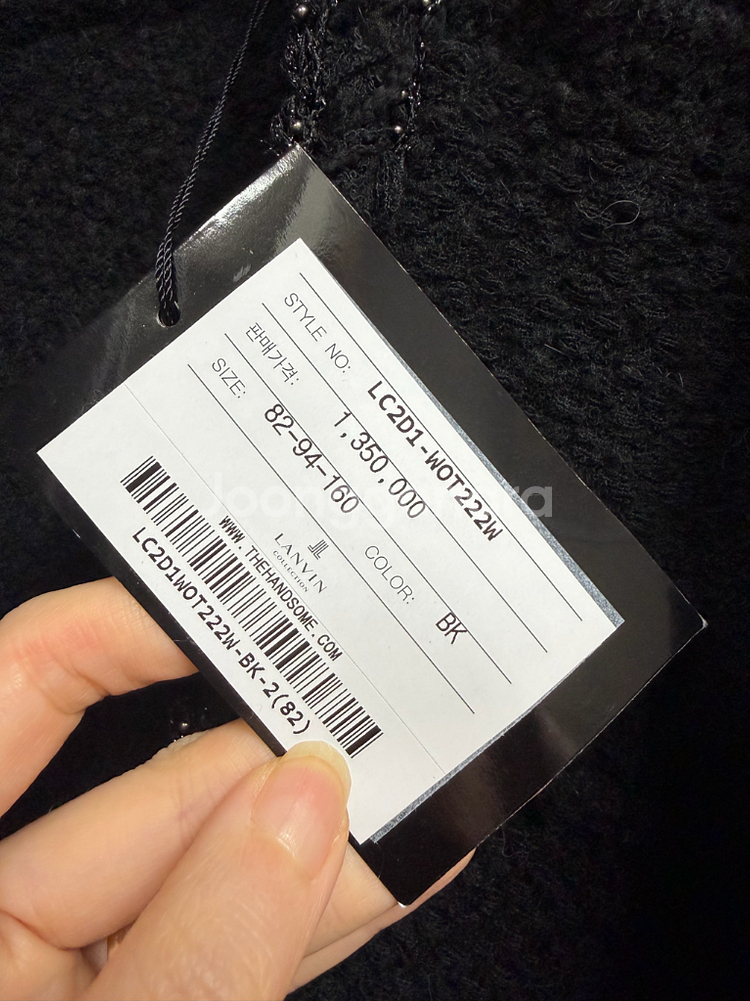 STYLE NO: LC2D1-WOT222W
판매가격: 1,350,000
SIZE: 82-94-160 COLOR: BK
LANVIN
COLLECTION
WWW.THEHANDSOME.COM
LC2D1WOT222W-BK-2(82)
Joonggonara